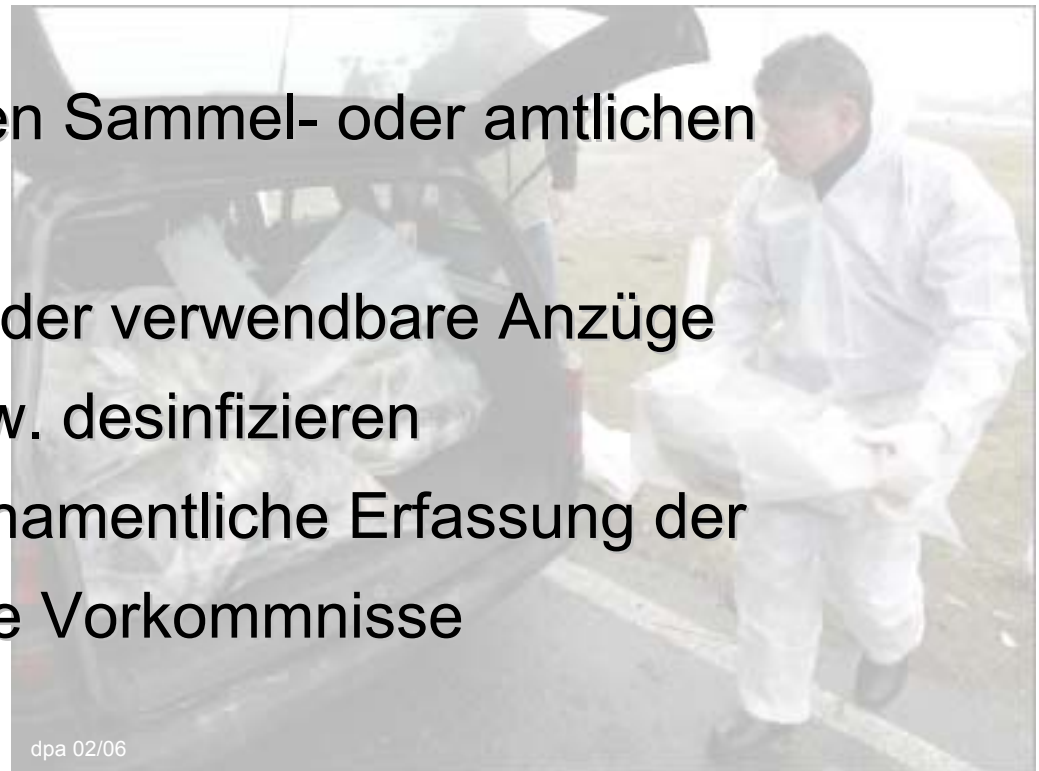 en Sammel- oder amtlichen
der verwendbare Anzüge
w. desinfizieren
namentliche Erfassung der
e Vorkommnisse
dpa 02/06